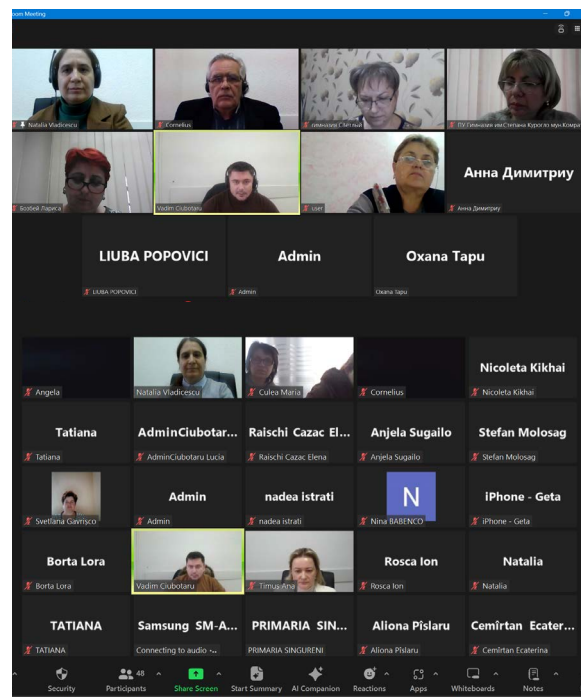 oom Meeting
Natalia Vladicescu
Cornelius
гимназия Светлый
ПУ Гимназия им.Степана Курогло мун.Комра
Бозбей Лариса
Vadim Ciubotaru
user
Анна Димитриу
Анна Димитриу
LIUBA POPOVICI
LIUBA POPOVICI
Admin
Admin
Oxana Tapu
Oxana Tapu
Angela
Natalia Vladicescu
Culea Maria
Cornelius
Nicoleta Kikhai
Nicoleta Kikhai
Tatiana
Tatiana
AdminCiubotar...
AdminCiubotaru Lucia
Raischi Cazac El...
Raischi Cazac Elena
Anjela Sugailo
Anjela Sugailo
Stefan Molosag
Stefan Molosag
Svetlana Gavrișco
Admin
Admin
nadea istrati
nadea istrati
N
Nina BABENCO
iPhone - Geta
iPhone - Geta
Borta Lora
Borta Lora
Vadim Ciubotaru
Timus Ana
Rosca Ion
Rosca Ion
Natalia
Natalia
TATIANA
TATIANA
Samsung SM-A...
Connecting to audio ...
PRIMARIA SIN...
PRIMARIA SINGURENI
Aliona Pîslaru
Aliona Pîslaru
Cemîrtan Ecater...
Cemîrtan Ecaterina
48
Security
Participants
Share Screen
Start Summary
AI Companion
Reactions
Apps
Whiteboards
Notes